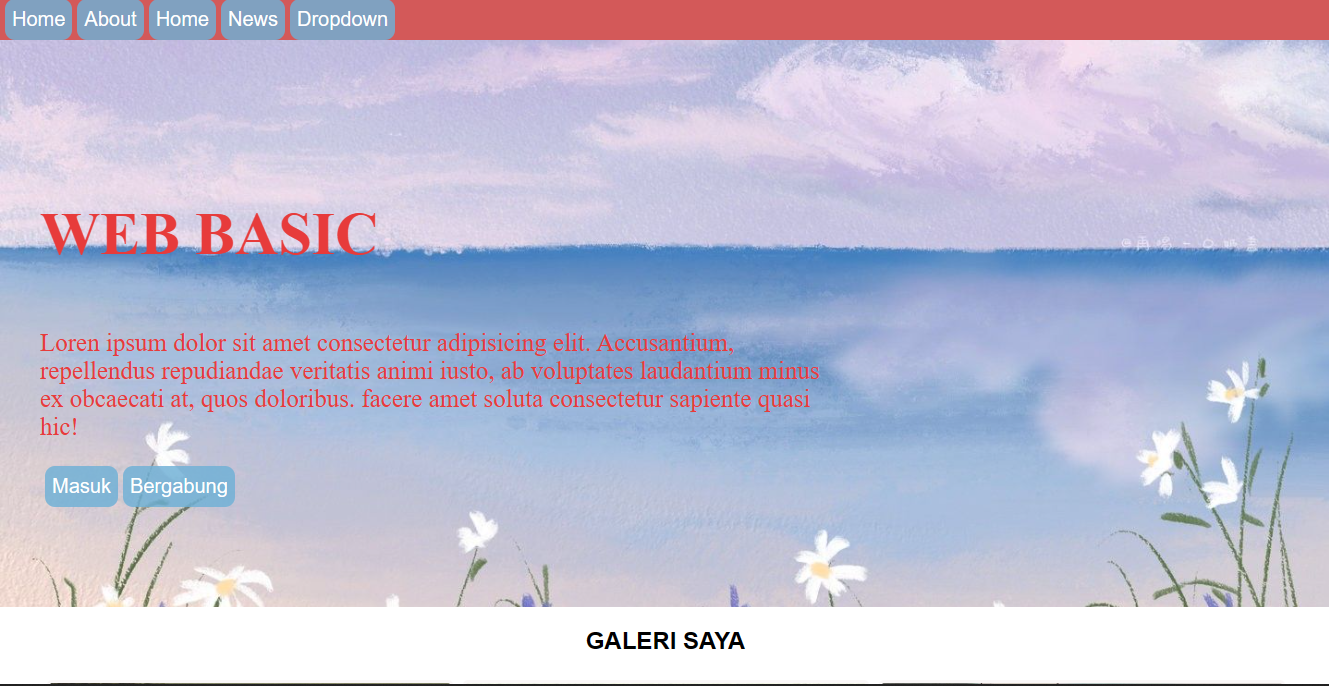 Home About Home News Dropdown
WEB BASIC
Loren ipsum dolor sit amet consectetur adipisicing elit. Accusantium,
repellendus repudiandae veritatis animi iusto, ab voluptates laudantium minus
ex obcaecati at, quos doloribus. facere amet soluta consectetur sapiente quasi
hic!
Masuk Bergabung
GALERI SAYA